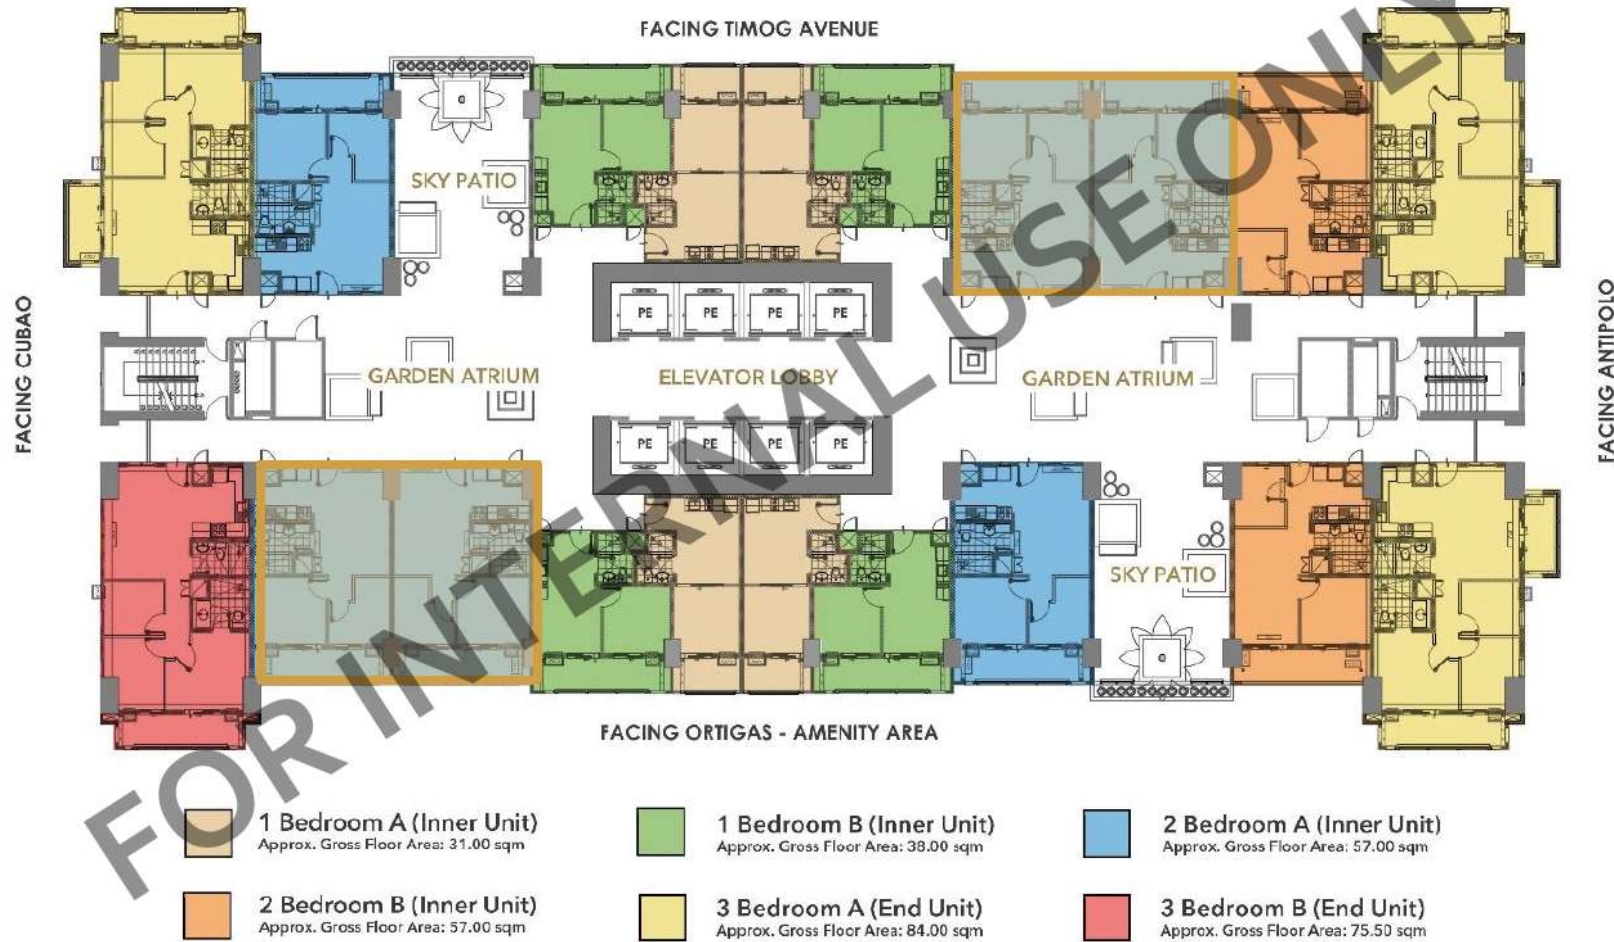 FACING TIMOG AVENUE
SKY PATIO
FACING CUBAO
FACING ANTIPOLO
PE PE PE PE
GARDEN ATRIUM
ELEVATOR LOBBY
GARDEN ATRIUM
PE PE PE PE
SKY PATIO
FACING ORTIGAS - AMENITY AREA
FOR INTERNAL USE ONLY
1 Bedroom A (Inner Unit)
Approx. Gross Floor Area: 31.00 sqm
1 Bedroom B (Inner Unit)
Approx. Gross Floor Area: 38.00 sqm
2 Bedroom A (Inner Unit)
Approx. Gross Floor Area: 57.00 sqm
2 Bedroom B (Inner Unit)
Approx. Gross Floor Area: 57.00 sqm
3 Bedroom A (End Unit)
Approx. Gross Floor Area: 84.00 sqm
3 Bedroom B (End Unit)
Approx. Gross Floor Area: 75.50 sqm